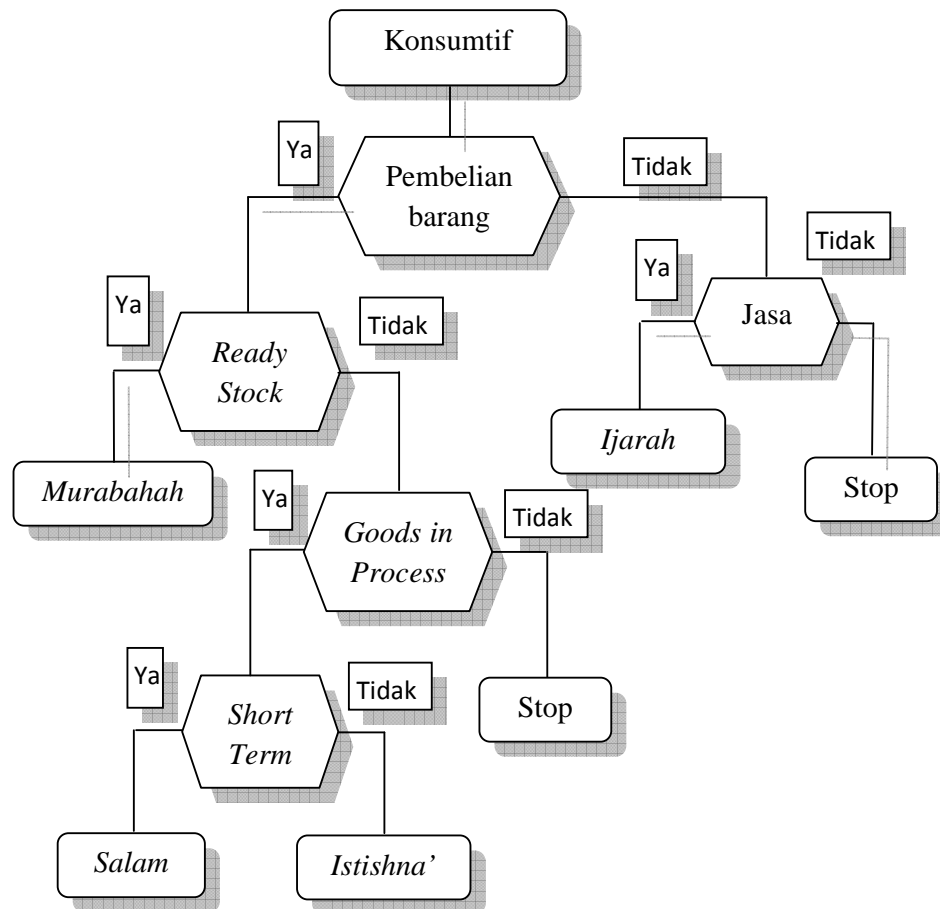 Konsumtif
Ya
Pembelian
barang
Tidak
Tidak
Ya
Jasa
Ya
Tidak
Ready
Stock
Ijarah
Murabahah
Stop
Ya
Tidak
Goods in
Process
Ya
Tidak
Short
Term
Stop
Salam
Istishna’